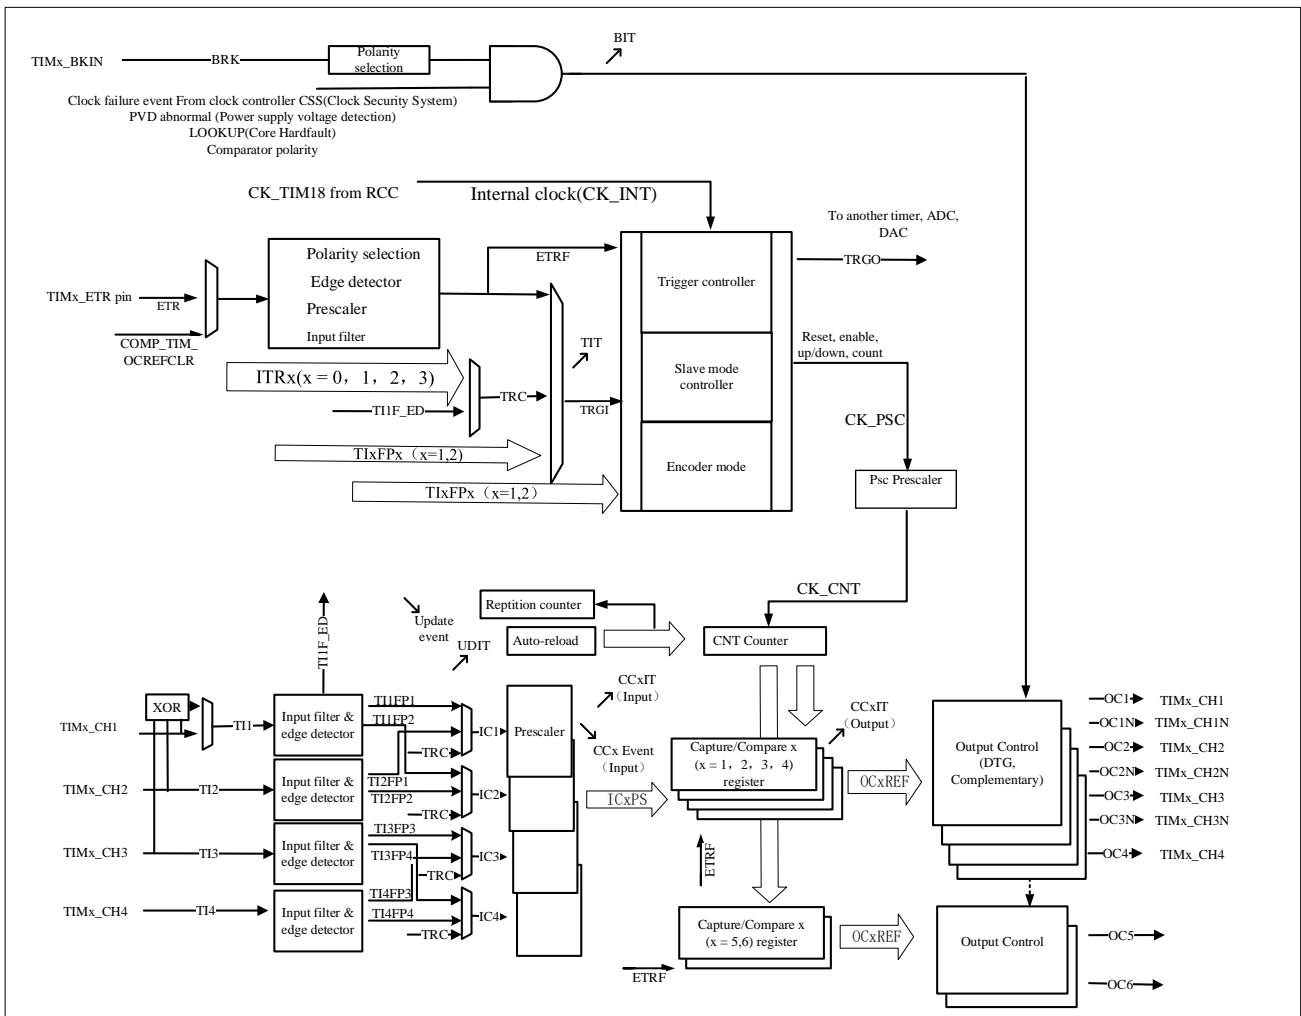 BIT
TIMx_BKIN
BRK
Polarity
selection
Clock failure event From clock controller CSS(Clock Security System)
PVD abnormal (Power supply voltage detection)
LOOKUP(Core Hardfault)
Comparator polarity
CK_TIM18 from RCC
Internal clock(CK_INT)
To another timer, ADC,
DAC
TRGO
TIMx_ETR pin
ETR
COMP_TIM_
OCREFCLR
Polarity selection
Edge detector
Prescaler
Input filter
ETRF
Trigger controller
Slave mode
controller
Encoder mode
Reset, enable,
up/down, count
TIT
ITRx(x = 0，1，2，3)
TI1F_ED
TRC
TRGI
TIxFPx（x=1,2)
TIxFPx（x=1,2）
CK_PSC
Psc Prescaler
CK_CNT
Reptition counter
Auto-reload
CNT Counter
Update
event
UDIT
TI1F_ED
CCxIT
（Input）
CCx Event
(Input)
CCxIT
（Output）
XOR
TIMx_CH1
TI1
Input filter &
edge detector
TI1FP1
TI1FP2
TRC
IC1
Prescaler
TIMx_CH2
TI2
Input filter &
edge detector
TI2FP1
TI2FP2
TRC
IC2
TIMx_CH3
TI3
Input filter &
edge detector
TI3FP3
TI3FP4
TRC
IC3
TIMx_CH4
TI4
Input filter &
edge detector
TI4FP3
TI4FP4
TRC
IC4
ICxPS
Capture/Compare x
(x = 1，2，3，4)
register
OCxREF
ETRF
Capture/Compare x
(x = 5,6) register
ETRF
OCxREF
Output Control
(DTG,
Complementary)
Output Control
OC1 TIMx_CH1
OC1N TIMx_CH1N
OC2 TIMx_CH2
OC2N TIMx_CH2N
OC3 TIMx_CH3
OC3N TIMx_CH3N
OC4 TIMx_CH4
OC5
OC6